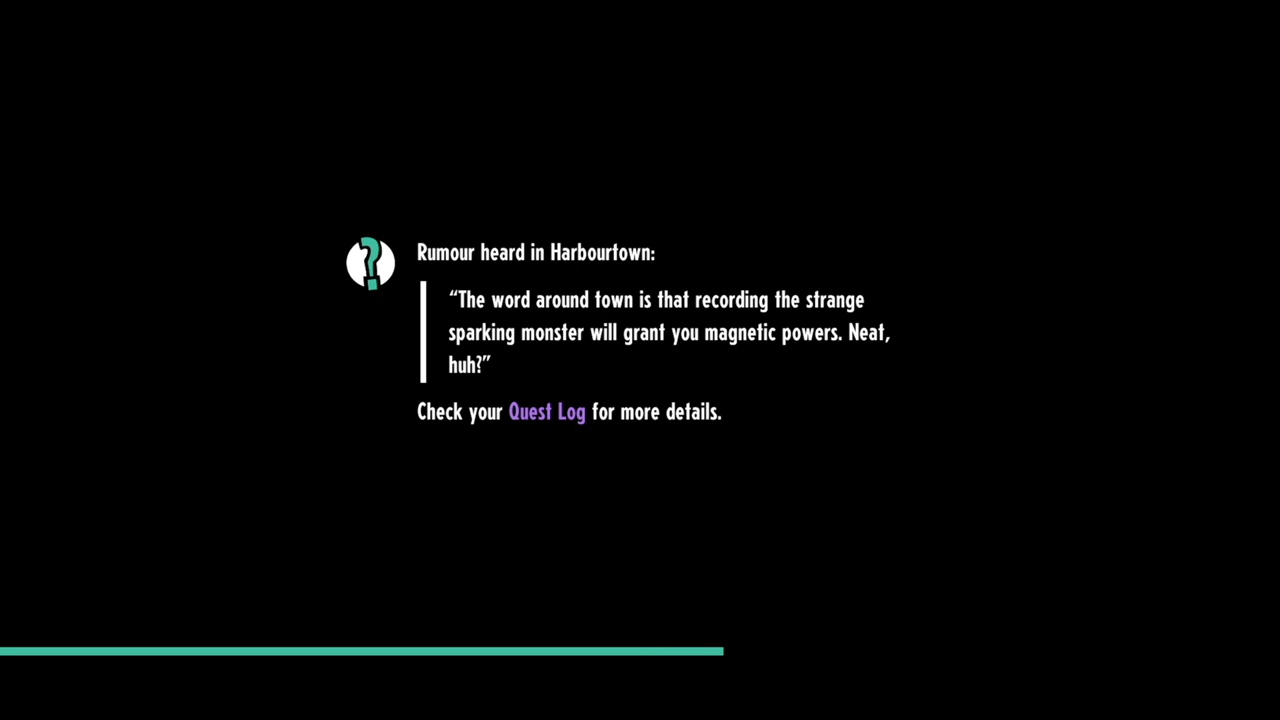 ?
Rumour heard in Harbourtown:
“The word around town is that recording the strange
sparking monster will grant you magnetic powers. Neat,
huh?”
Check your Quest Log for more details.